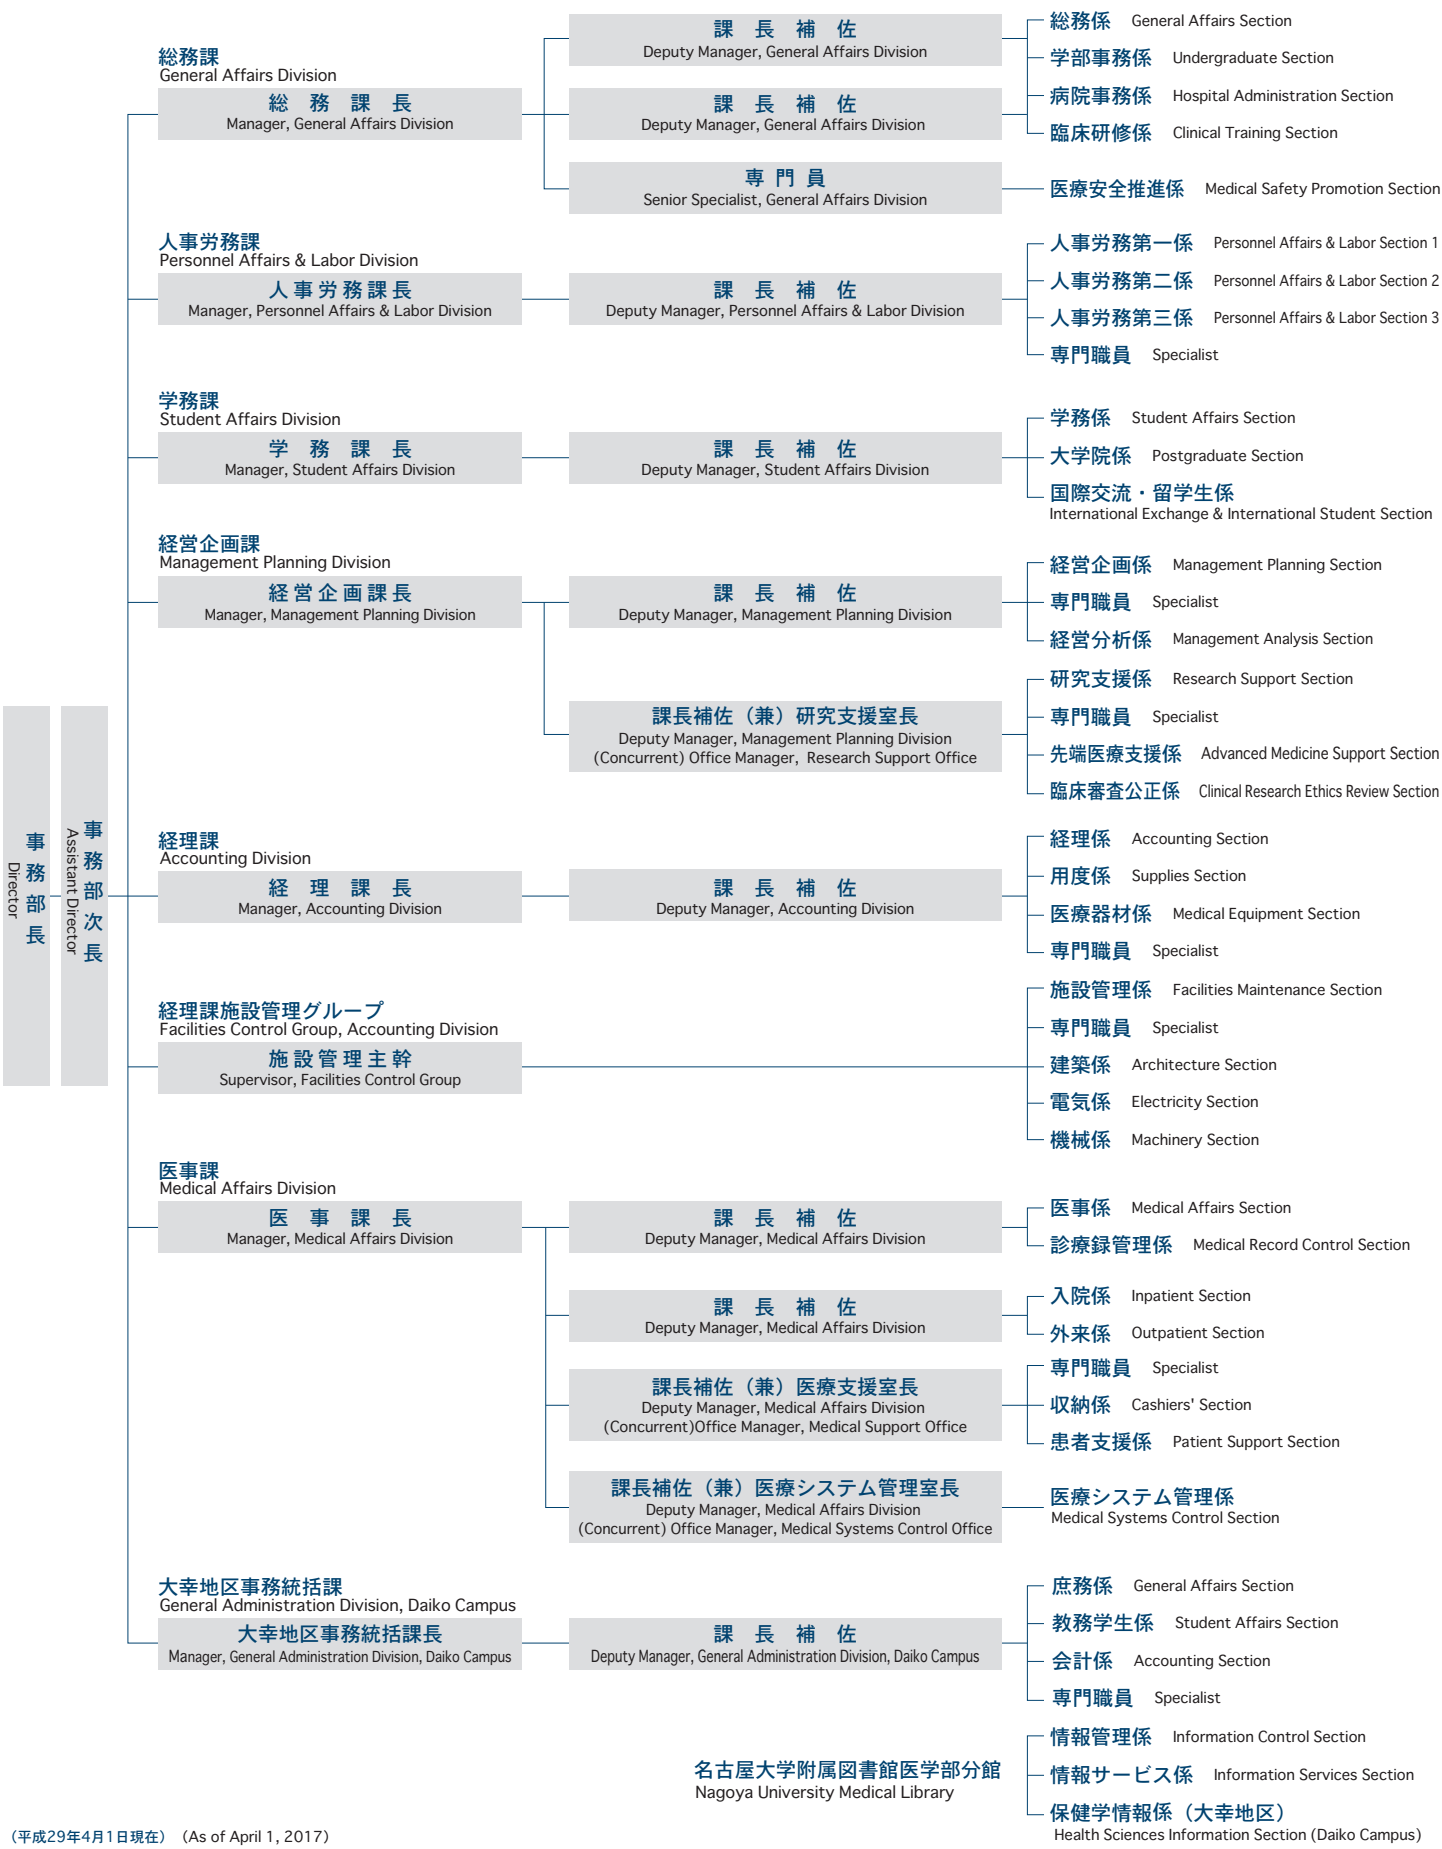 事務部長
Director
事務部次長
Assistant Director
総務課
General Affairs Division
総務課長
Manager, General Affairs Division
課長補佐
Deputy Manager, General Affairs Division
課長補佐
Deputy Manager, General Affairs Division
専門員
Senior Specialist, General Affairs Division
総務係 General Affairs Section
学部事務係 Undergraduate Section
病院事務係 Hospital Administration Section
臨床研修係 Clinical Training Section
医療安全推進係 Medical Safety Promotion Section
人事労務課
Personnel Affairs & Labor Division
人事労務課長
Manager, Personnel Affairs & Labor Division
課長補佐
Deputy Manager, Personnel Affairs & Labor Division
人事労務第一係 Personnel Affairs & Labor Section 1
人事労務第二係 Personnel Affairs & Labor Section 2
人事労務第三係 Personnel Affairs & Labor Section 3
専門職員 Specialist
学務課
Student Affairs Division
学務課長
Manager, Student Affairs Division
課長補佐
Deputy Manager, Student Affairs Division
学務係 Student Affairs Section
大学院係 Postgraduate Section
国際交流・留学生係
International Exchange & International Student Section
経営企画課
Management Planning Division
経営企画課長
Manager, Management Planning Division
課長補佐
Deputy Manager, Management Planning Division
経営企画係 Management Planning Section
専門職員 Specialist
経営分析係 Management Analysis Section
課長補佐（兼）研究支援室長
Deputy Manager, Management Planning Division
(Concurrent) Office Manager, Research Support Office
研究支援係 Research Support Section
専門職員 Specialist
先端医療支援係 Advanced Medicine Support Section
臨床審査公正係 Clinical Research Ethics Review Section
経理課
Accounting Division
経理課長
Manager, Accounting Division
課長補佐
Deputy Manager, Accounting Division
経理係 Accounting Section
用度係 Supplies Section
医療器材係 Medical Equipment Section
専門職員 Specialist
経理課施設管理グループ
Facilities Control Group, Accounting Division
施設管理主幹
Supervisor, Facilities Control Group
施設管理係 Facilities Maintenance Section
専門職員 Specialist
建築係 Architecture Section
電気係 Electricity Section
機械係 Machinery Section
医事課
Medical Affairs Division
医事課長
Manager, Medical Affairs Division
課長補佐
Deputy Manager, Medical Affairs Division
医事係 Medical Affairs Section
診療録管理係 Medical Record Control Section
課長補佐
Deputy Manager, Medical Affairs Division
入院係 Inpatient Section
外来係 Outpatient Section
課長補佐（兼）医療支援室長
Deputy Manager, Medical Affairs Division
(Concurrent)Office Manager, Medical Support Office
専門職員 Specialist
収納係 Cashiers' Section
患者支援係 Patient Support Section
課長補佐（兼）医療システム管理室長
Deputy Manager, Medical Affairs Division
(Concurrent) Office Manager, Medical Systems Control Office
医療システム管理係
Medical Systems Control Section
大幸地区事務統括課
General Administration Division, Daiko Campus
大幸地区事務統括課長
Manager, General Administration Division, Daiko Campus
課長補佐
Deputy Manager, General Administration Division, Daiko Campus
庶務係 General Affairs Section
教務学生係 Student Affairs Section
会計係 Accounting Section
専門職員 Specialist
名古屋大学附属図書館医学部分館
Nagoya University Medical Library
情報管理係 Information Control Section
情報サービス係 Information Services Section
保健学情報係（大幸地区）
Health Sciences Information Section (Daiko Campus)
（平成29年4月1日現在）（As of April 1, 2017）